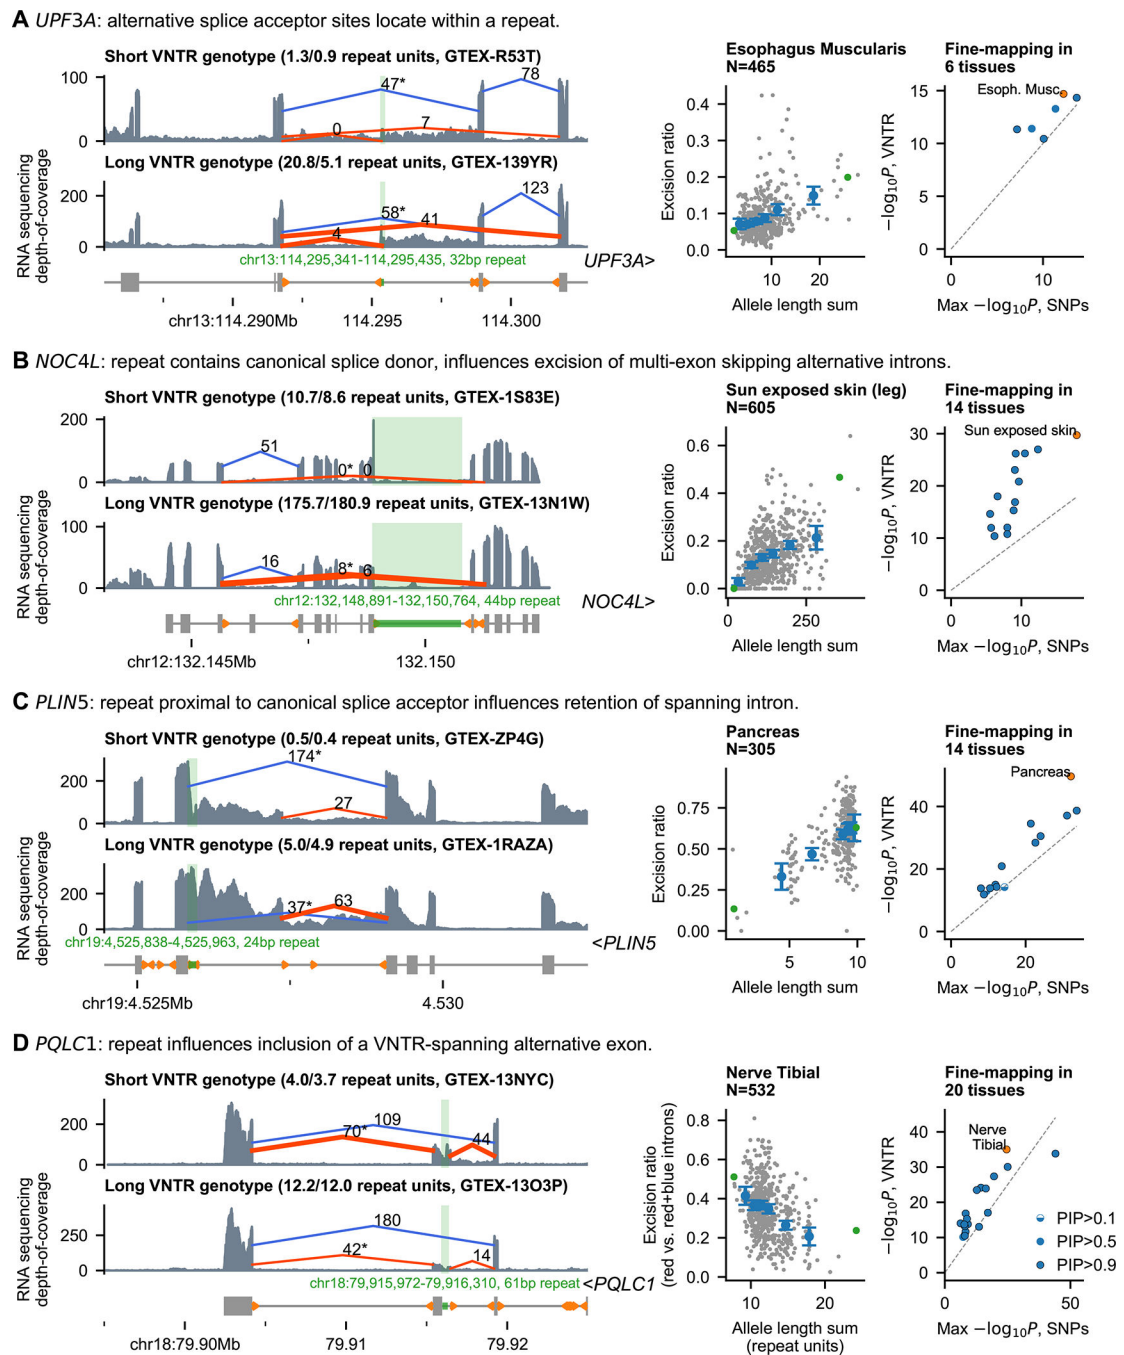 A UPF3A: alternative splice acceptor sites locate within a repeat.
Short VNTR genotype (1.3/0.9 repeat units, GTEX-R53T)
100
0
47*
78
0
7
Long VNTR genotype (20.8/5.1 repeat units, GTEX-139YR)
200
0
58*
41
123
4
RNA sequencing
depth-of-coverage
chr13:114,295,341-114,295,435, 32bp repeat
UPF3A>
chr13:114.290Mb
114.295
114.300
Esophagus Muscularis
N=465
Excision ratio
0.4
0.3
0.2
0.1
0.0
10
20
Allele length sum
Fine-mapping in
6 tissues
Esoph. Musc.
−log10P, VNTR
15
10
5
0
0
10
Max −log10P, SNPs
B NOC4L: repeat contains canonical splice donor, influences excision of multi-exon skipping alternative introns.
Short VNTR genotype (10.7/8.6 repeat units, GTEX-1S83E)
200
0
51
0*
0
Long VNTR genotype (175.7/180.9 repeat units, GTEX-13N1W)
100
0
16
8*
6
RNA sequencing
depth-of-coverage
chr12:132,148,891-132,150,764, 44bp repeat
NOC4L>
chr12:132.145Mb
132.150
Sun exposed skin (leg)
N=605
Excision ratio
0.6
0.4
0.2
0.0
0
250
Allele length sum
Fine-mapping in
14 tissues
Sun exposed skin
−log10P, VNTR
30
20
10
0
0
10
Max −log10P, SNPs
C PLIN5: repeat proximal to canonical splice acceptor influences retention of spanning intron.
Short VNTR genotype (0.5/0.4 repeat units, GTEX-ZP4G)
200
0
174*
27
Long VNTR genotype (5.0/4.9 repeat units, GTEX-1RAZA)
200
0
37*
63
RNA sequencing
depth-of-coverage
chr19:4,525,838-4,525,963, 24bp repeat
<PLIN5
chr19:4.525Mb
4.530
Pancreas
N=305
Excision ratio
0.75
0.50
0.25
0.00
5
10
Allele length sum
Fine-mapping in
14 tissues
Pancreas
−log10P, VNTR
40
20
0
0
20
Max −log10P, SNPs
D PQLC1: repeat influences inclusion of a VNTR-spanning alternative exon.
Short VNTR genotype (4.0/3.7 repeat units, GTEX-13NYC)
200
0
109
70*
44
Long VNTR genotype (12.2/12.0 repeat units, GTEX-13O3P)
250
0
180
42*
14
RNA sequencing
depth-of-coverage
chr18:79,915,972-79,916,310, 61bp repeat
<PQLC1
chr18:79.90Mb
79.91
79.92
Nerve Tibial
N=532
Excision ratio
(red vs. red+blue introns)
0.8
0.6
0.4
0.2
0.0
10
20
Allele length sum
(repeat units)
Fine-mapping in
20 tissues
Nerve
Tibial
−log10P, VNTR
40
30
20
10
0
PIP>0.1
PIP>0.5
PIP>0.9
0
50
Max −log10P, SNPs